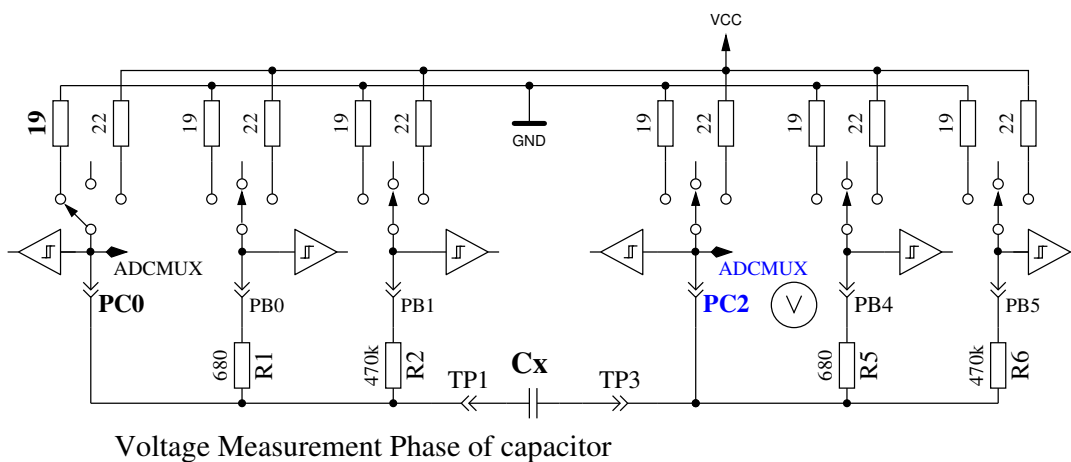 VCC
19
22
19
22
19
22
GND
19
22
19
22
19
22
ADCMUX
ADCMUX
PC0
PB0
PB1
PC2
V
PB4
PB5
680
R1
470k
R2
TP1
Cx
TP3
680
R5
470k
R6
Voltage Measurement Phase of capacitor